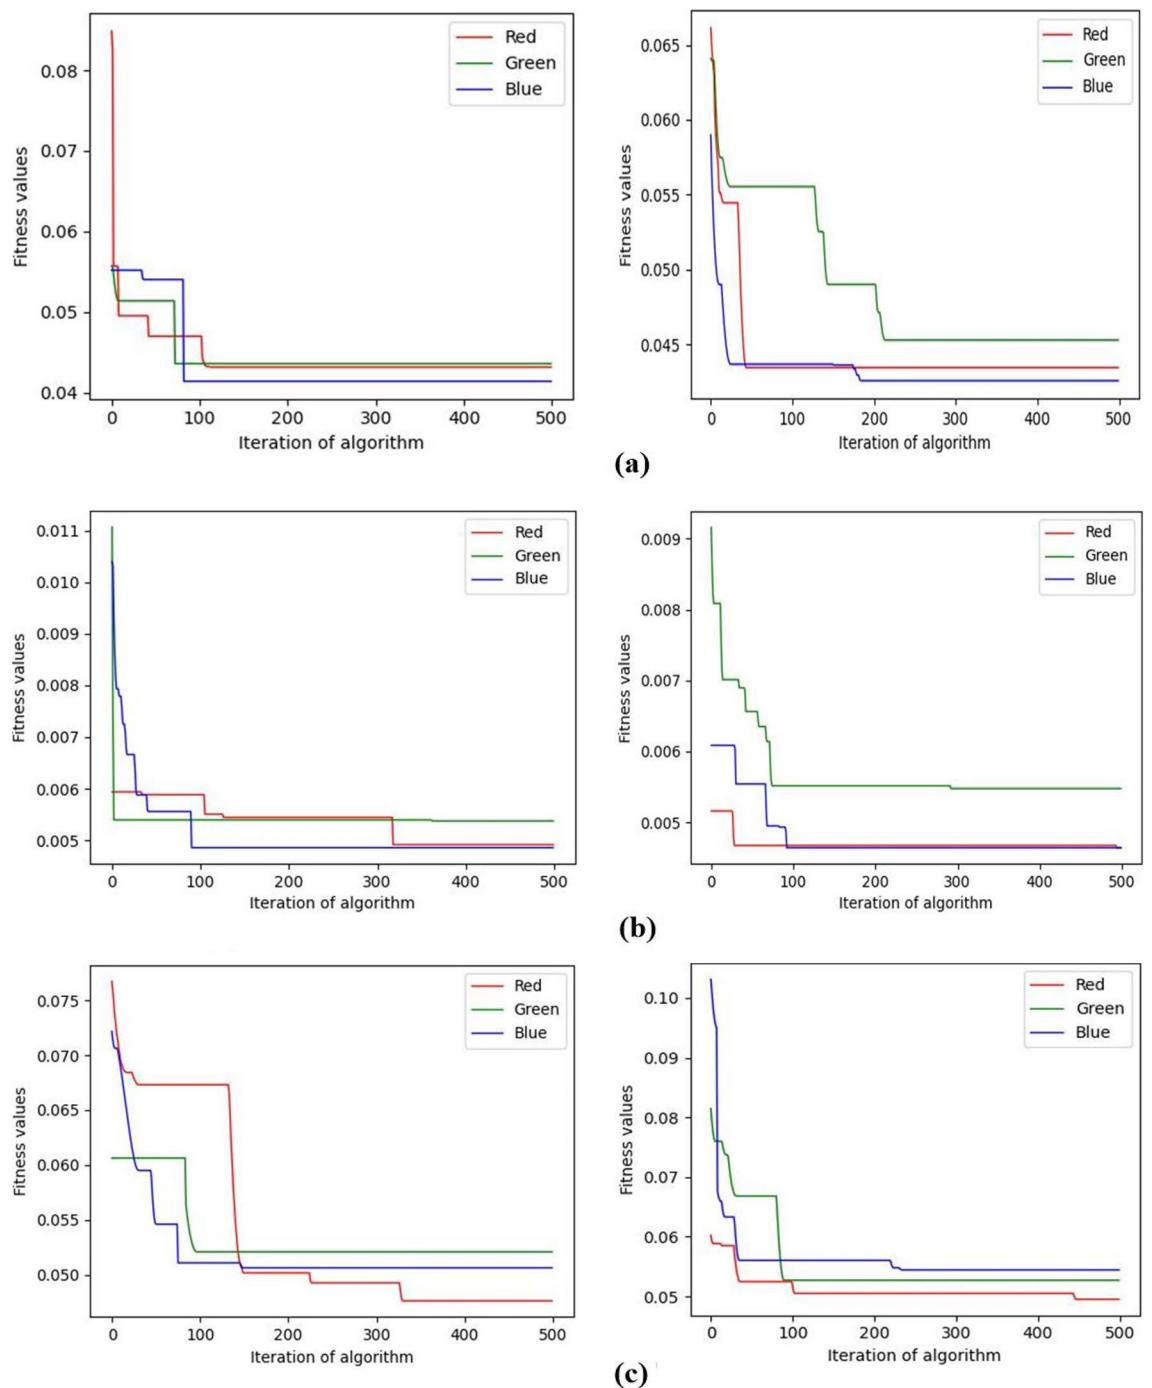 Red
Green
Blue
0.08
0.07
0.06
0.05
0.04
Fitness values
0 100 200 300 400 500
Iteration of algorithm
Red
Green
Blue
0.065
0.060
0.055
0.050
0.045
Fitness values
0 100 200 300 400 500
Iteration of algorithm
(a)
Red
Green
Blue
0.011
0.010
0.009
0.008
0.007
0.006
0.005
Fitness values
0 100 200 300 400 500
Iteration of algorithm
Red
Green
Blue
0.009
0.008
0.007
0.006
0.005
Fitness values
0 100 200 300 400 500
Iteration of algorithm
(b)
Red
Green
Blue
0.075
0.070
0.065
0.060
0.055
0.050
Fitness values
0 100 200 300 400 500
Iteration of algorithm
Red
Green
Blue
0.10
0.09
0.08
0.07
0.06
0.05
Fitness values
0 100 200 300 400 500
Iteration of algorithm
(c)